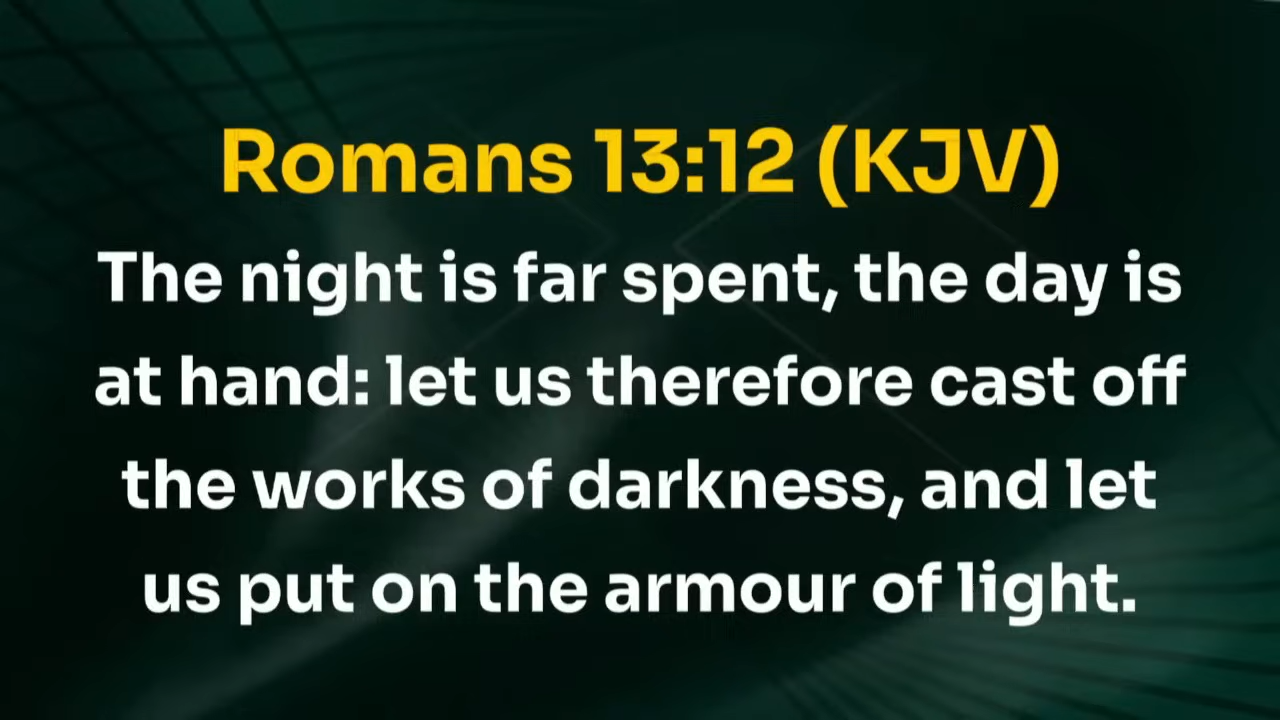 Romans 13:12 (KJV)
The night is far spent, the day is
at hand: let us therefore cast off
the works of darkness, and let
us put on the armour of light.